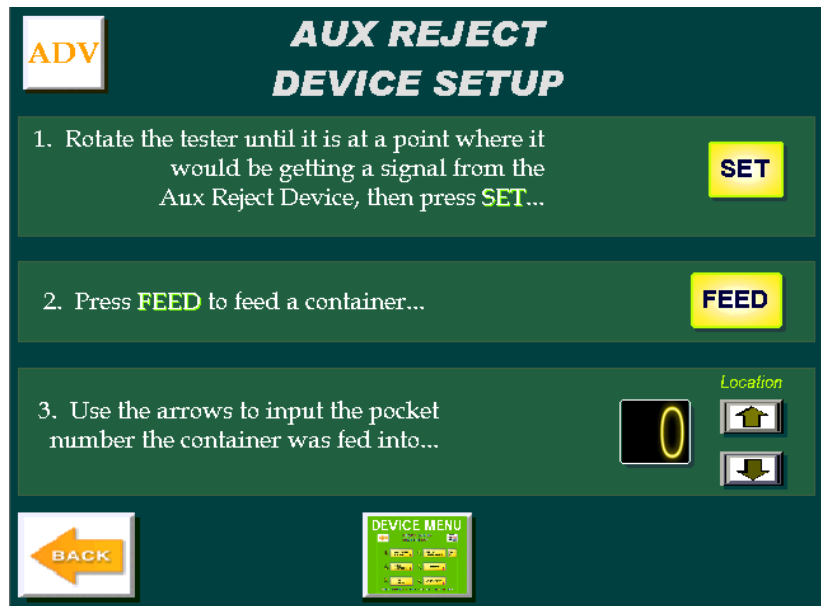 ADV
AUX REJECT
DEVICE SETUP
1. Rotate the tester until it is at a point where it
would be getting a signal from the
Aux Reject Device, then press SET...
SET
2. Press FEED to feed a container...
FEED
Location
3. Use the arrows to input the pocket
number the container was fed into...
0
BACK
DEVICE MENU